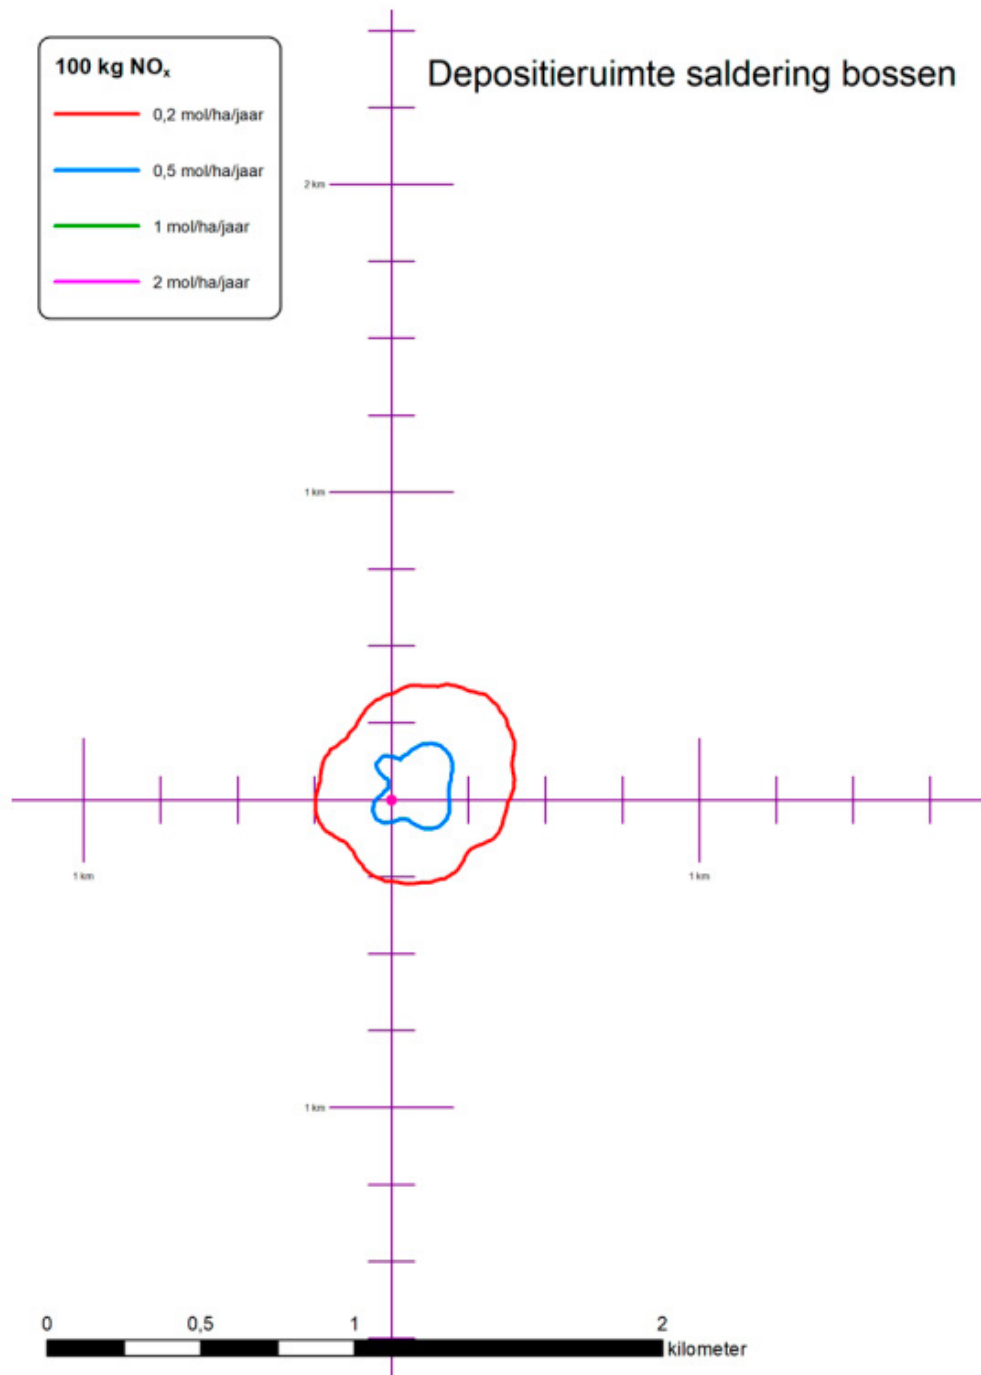 100 kg NOx
0,2 mol/ha/jaar
0,5 mol/ha/jaar
1 mol/ha/jaar
2 mol/ha/jaar
Depositieruimte saldering bossen
2 km
1 km
1 km
1 km
1 km
0 0,5 1 2
kilometer